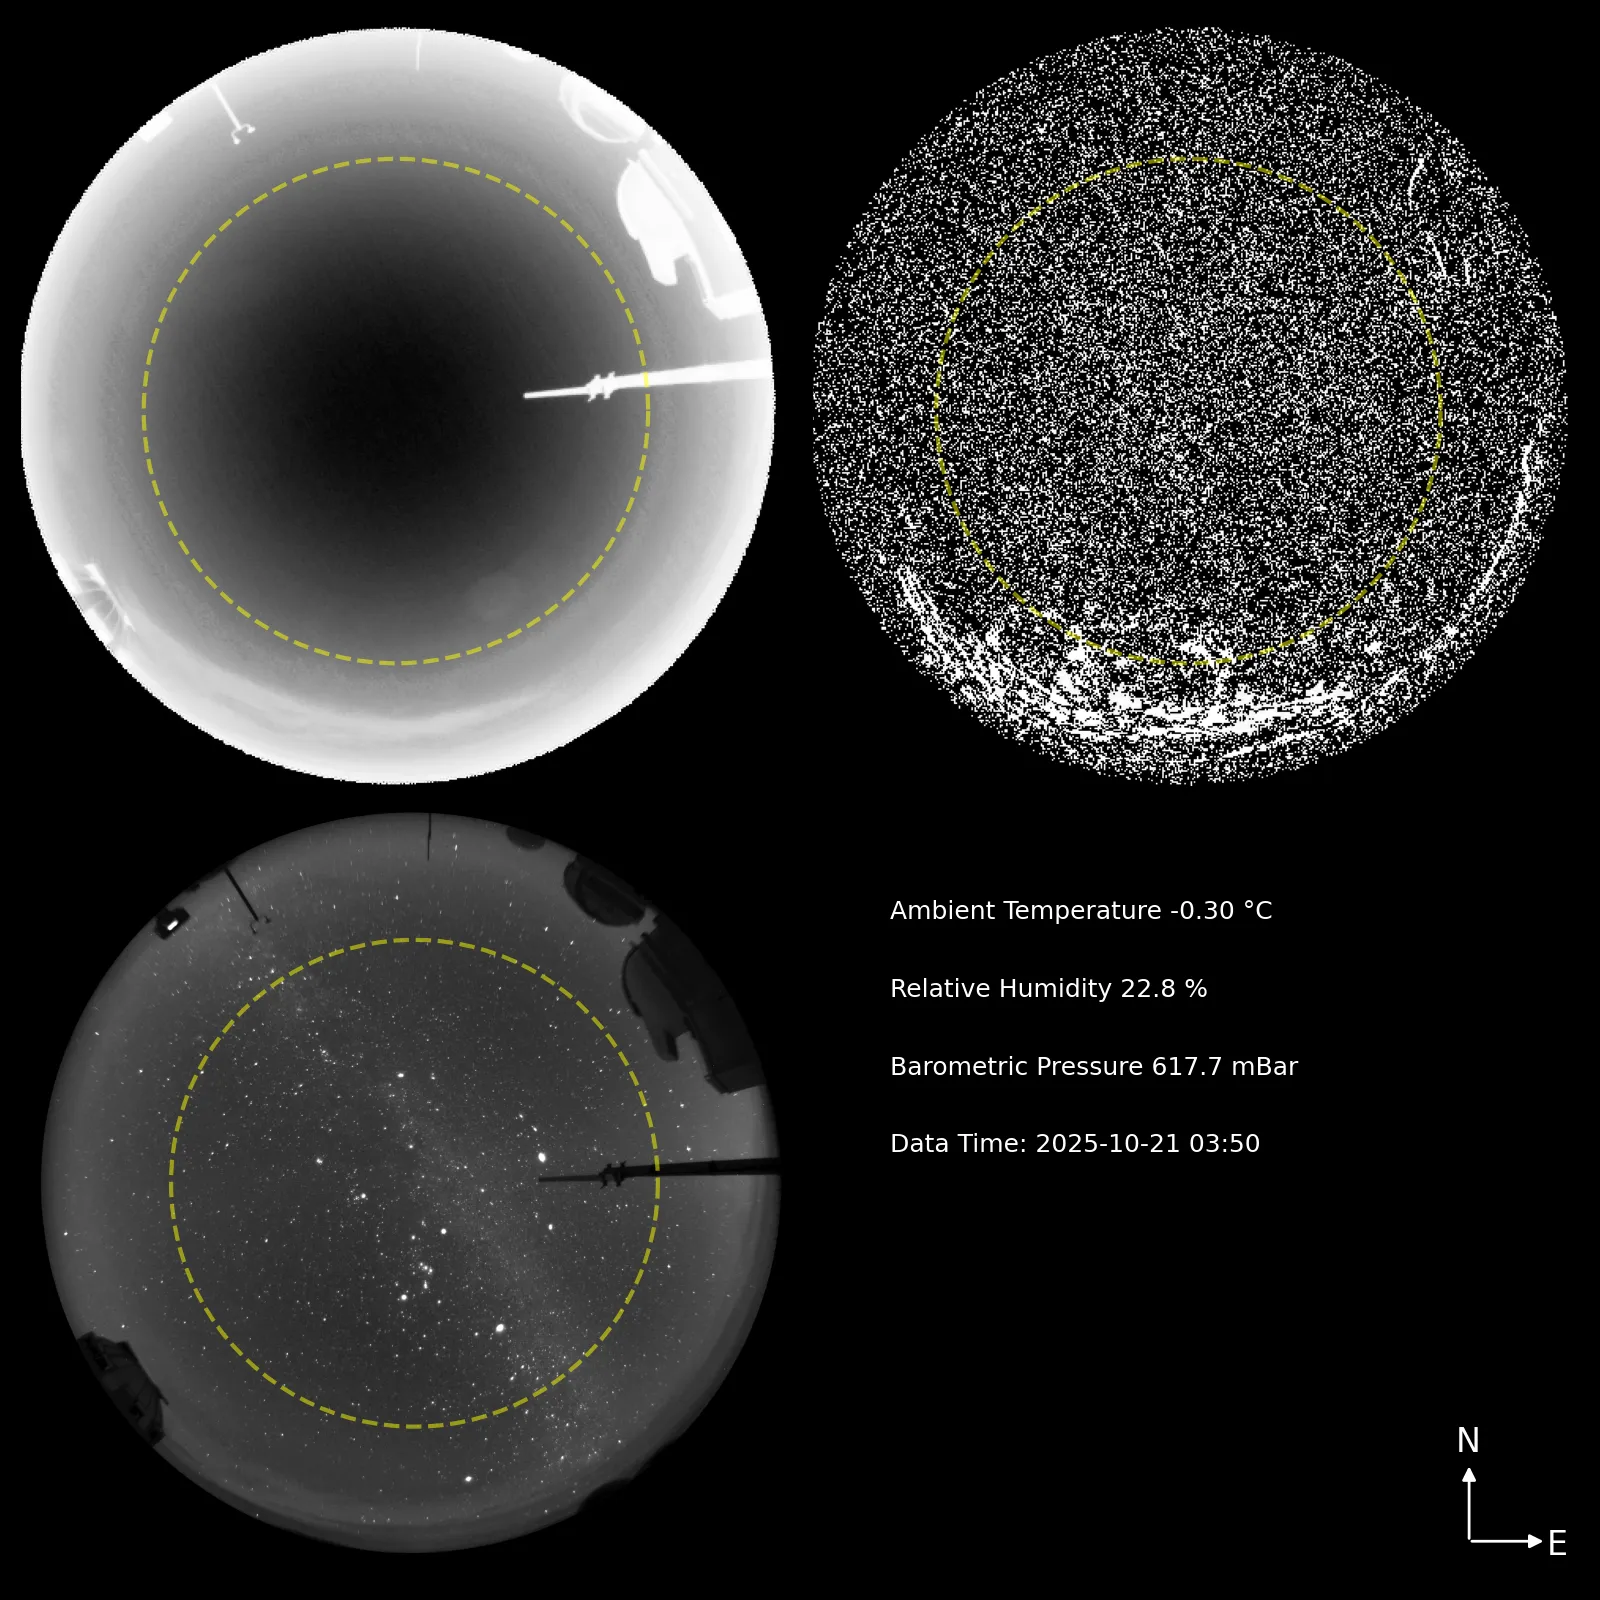 Ambient Temperature -0.30 °C
Relative Humidity 22.8 %
Barometric Pressure 617.7 mBar
Data Time: 2025-10-21 03:50
N
E